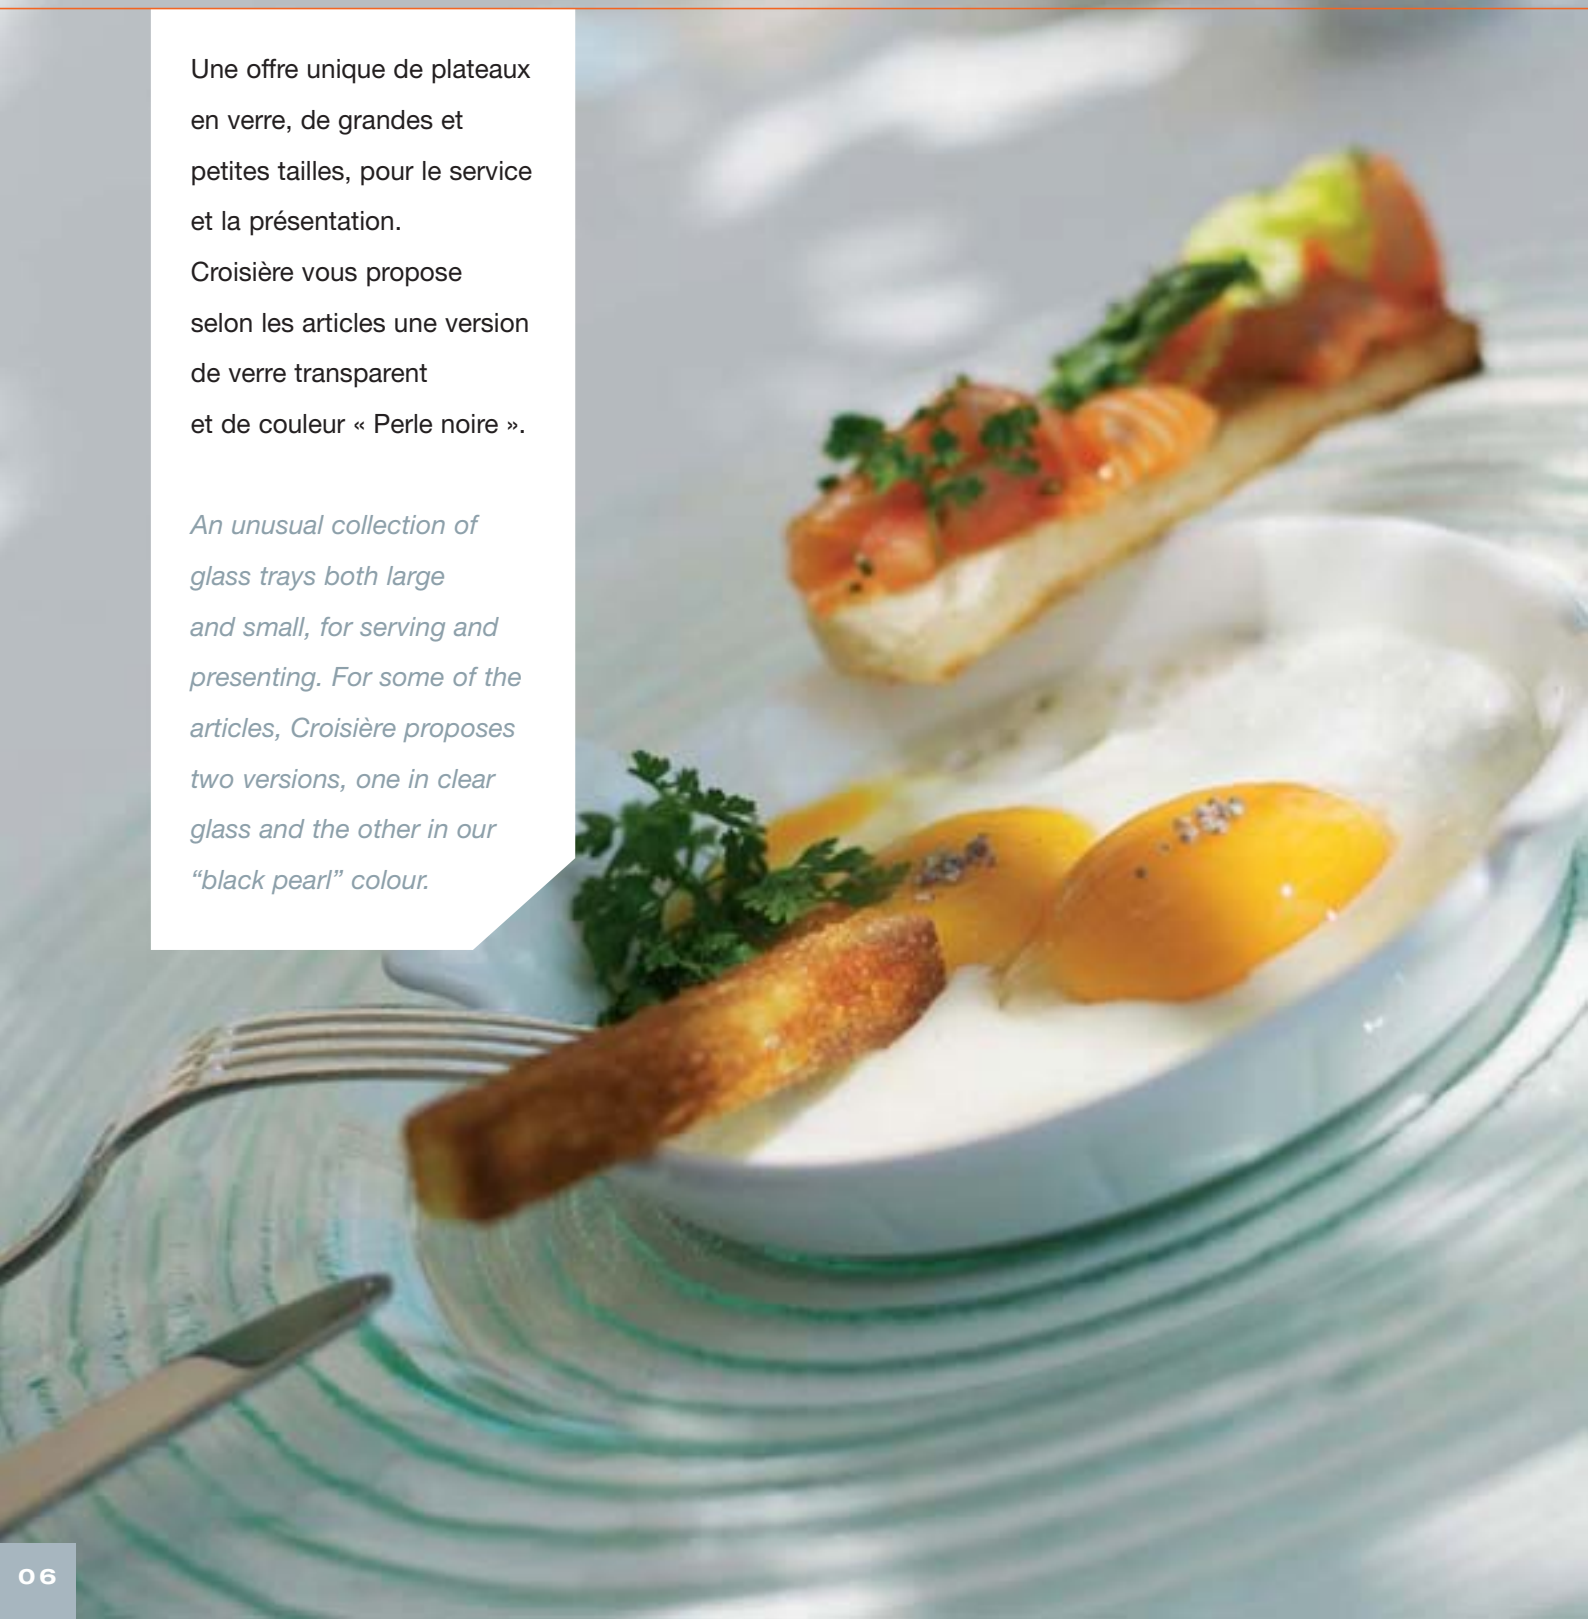 Une offre unique de plateaux
en verre, de grandes et
petites tailles, pour le service
et la présentation.
Croisière vous propose
selon les articles une version
de verre transparent
et de couleur « Perle noire ».
An unusual collection of
glass trays both large
and small, for serving and
presenting. For some of the
articles, Croisière proposes
two versions, one in clear
glass and the other in our
“black pearl” colour.
06